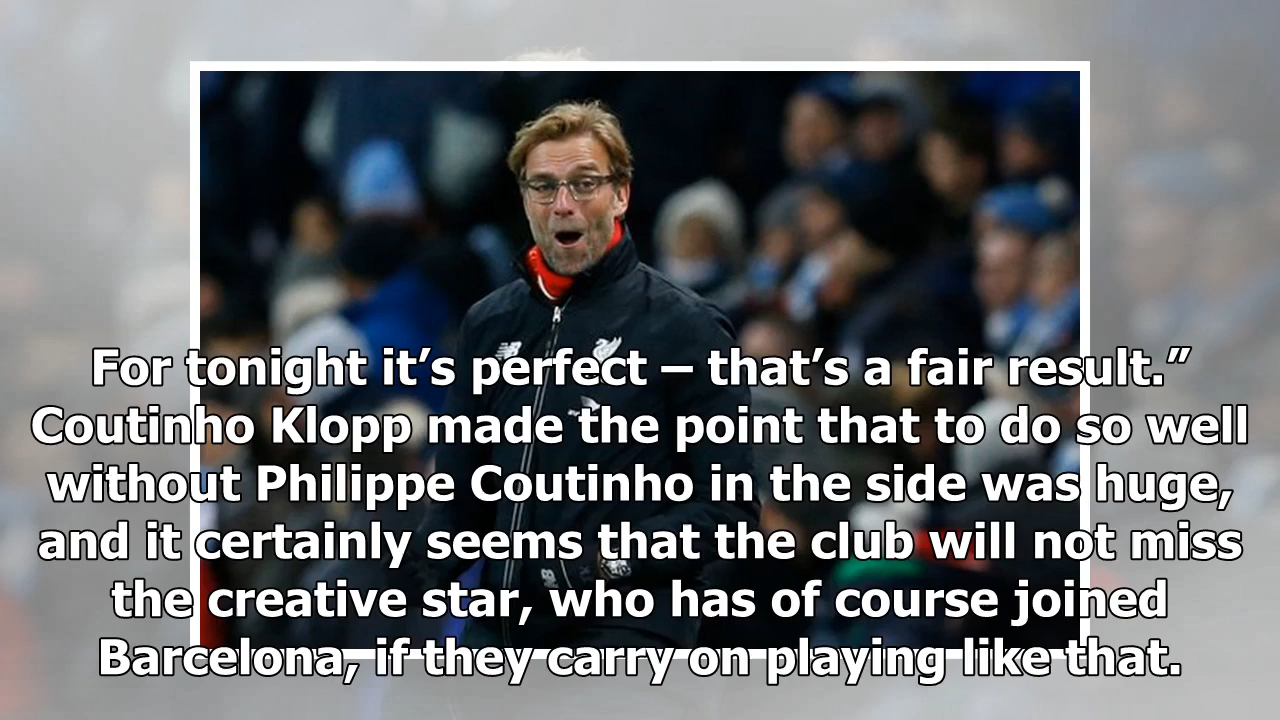 For tonight it’s perfect – that’s a fair result.”
Coutinho Klopp made the point that to do so well
without Philippe Coutinho in the side was huge,
and it certainly seems that the club will not miss
the creative star, who has of course joined
Barcelona, if they carry on playing like that.